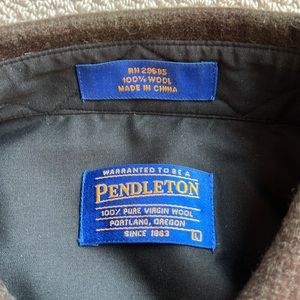 RN 29685
100% WOOL
MADE IN CHINA
WARRANTED TO BE A
PENDLETON
100% PURE VIRGIN WOOL
PORTLAND, OREGON
SINCE 1863
L